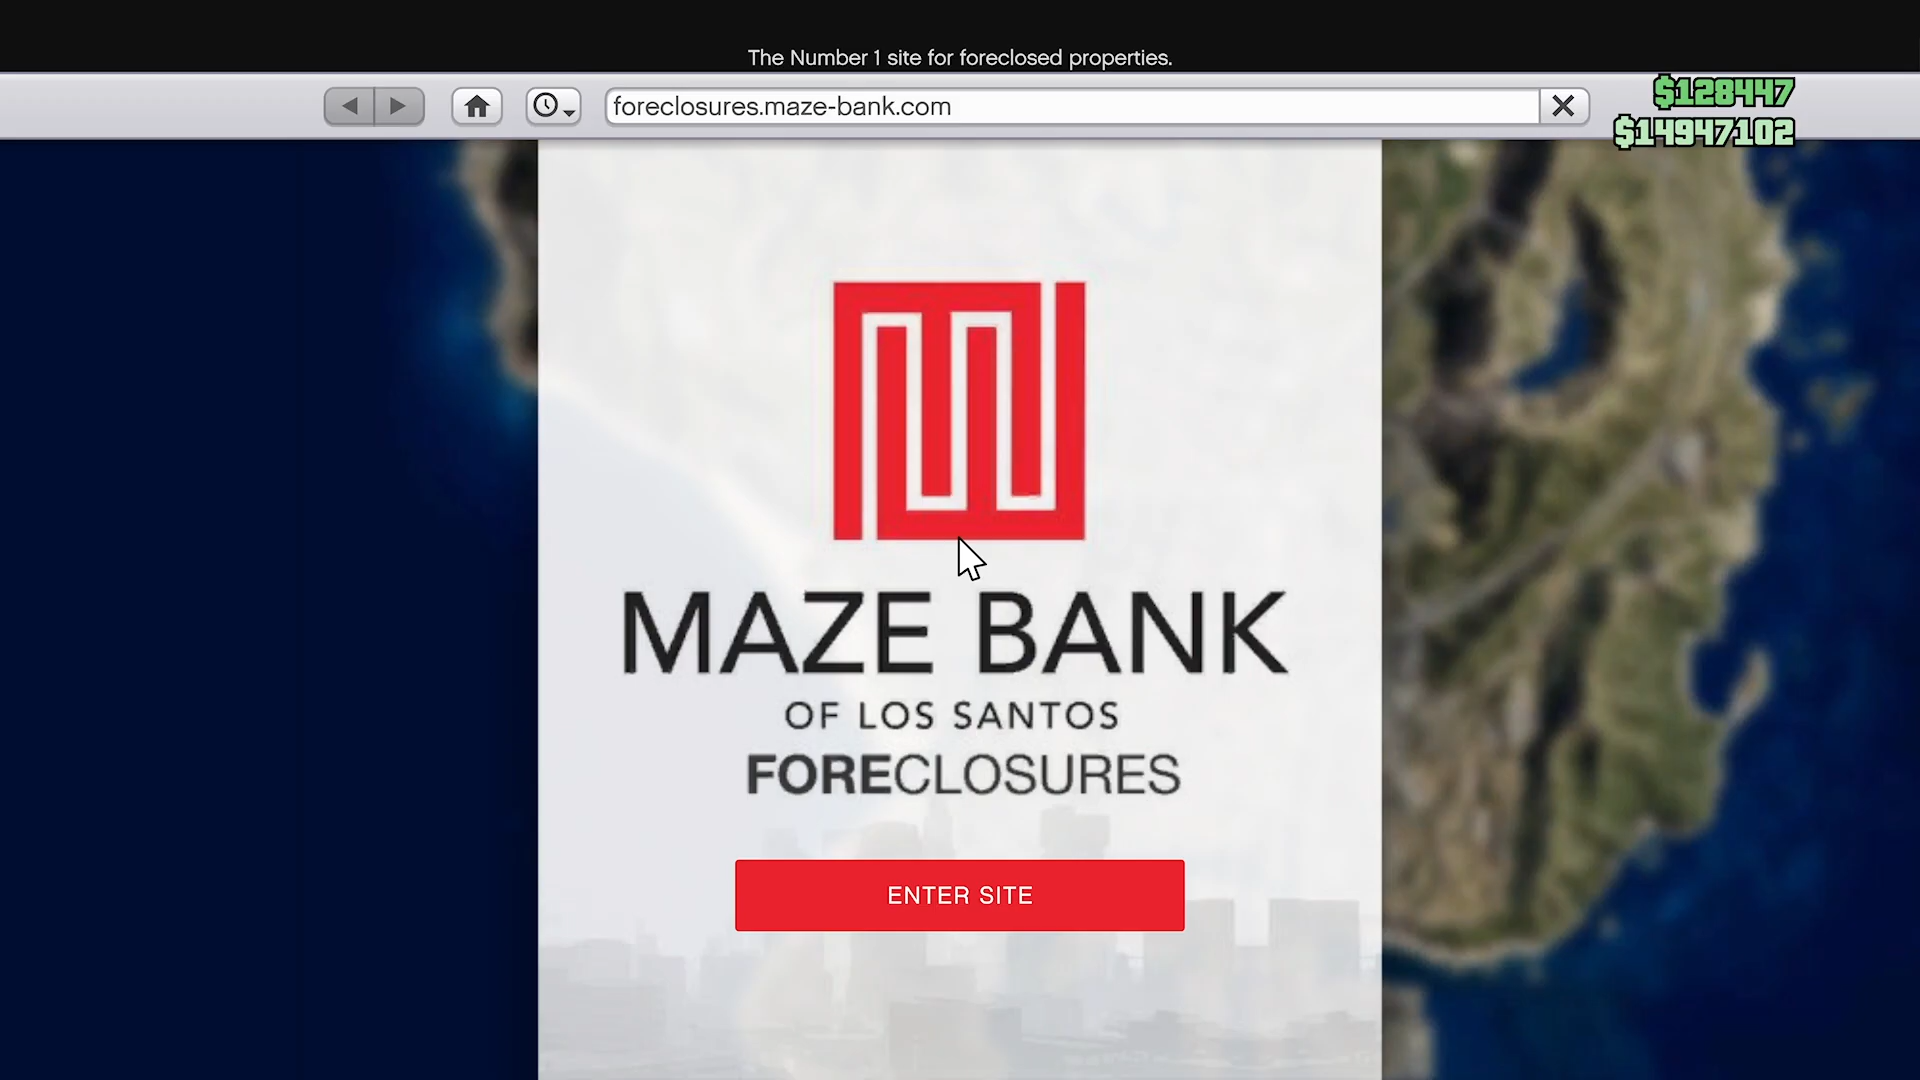 The Number 1 site for foreclosed properties.
foreclosures.maze-bank.com
$128447
$14947102
MAZE BANK
OF LOS SANTOS
FORECLOSURES
ENTER SITE